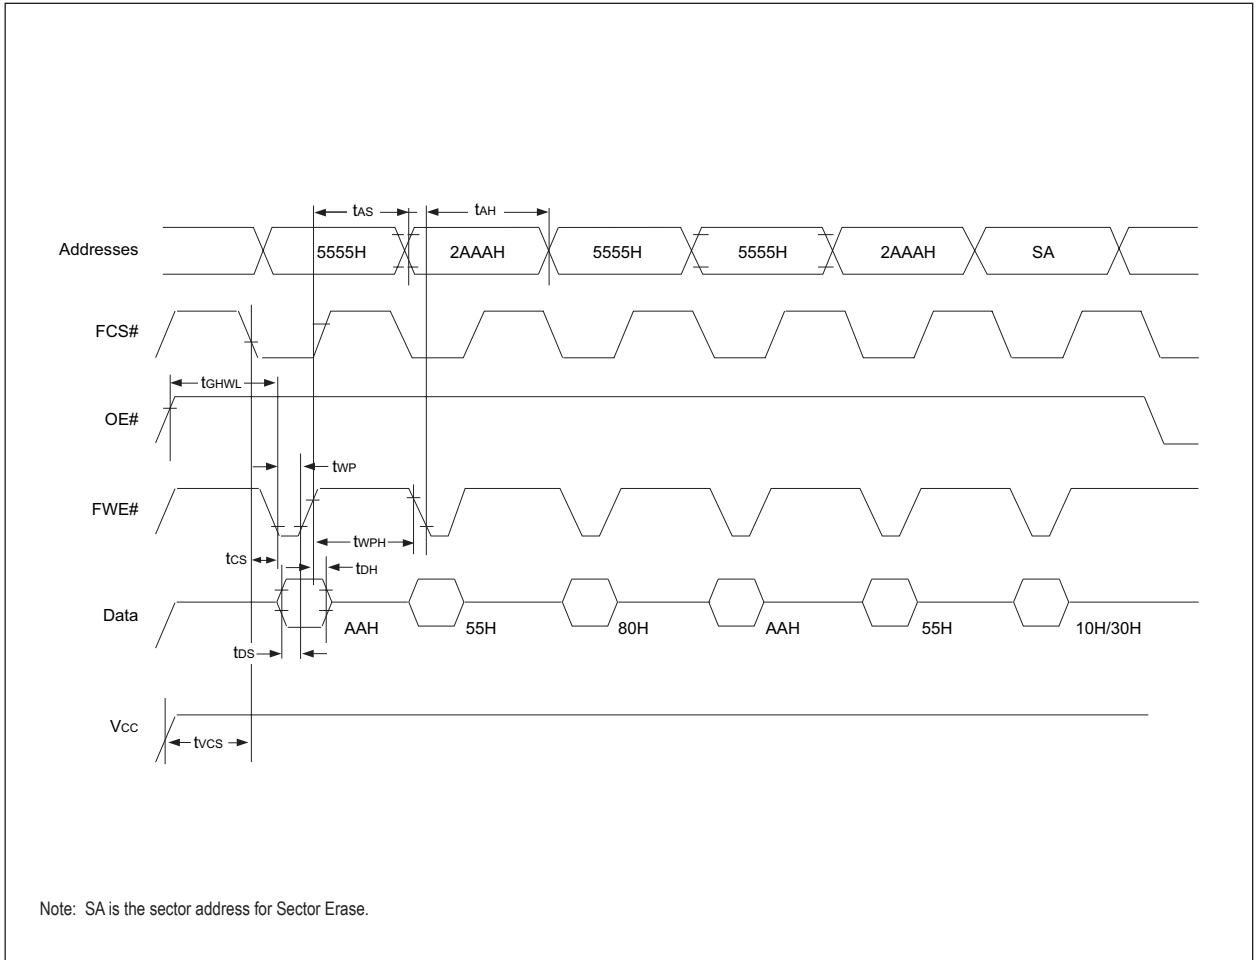 tAS
tAH
Addresses
5555H
2AAAH
5555H
5555H
2AAAH
SA
FCS#
tGHWL
OE#
tWP
FWE#
tWPH
tCS
tDH
Data
AAH
55H
80H
AAH
55H
10H/30H
tDS
Vcc
tVCS
Note: SA is the sector address for Sector Erase.